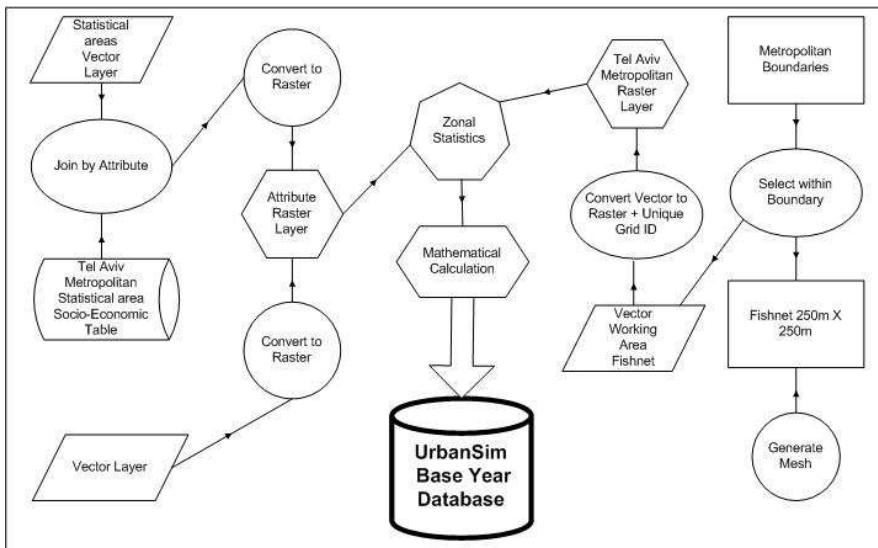 Statistical
areas
Vector
Layer
Join by Attribute
Tel Aviv
Metropolitan
Statistical area
Socio-Economic
Table
Vector Layer
Convert to
Raster
Attribute
Raster
Layer
Convert to
Raster
Zonal
Statistics
Mathematical
Calculation
UrbanSim
Base Year
Database
Tel Aviv
Metropolitan
Raster
Layer
Convert Vector to
Raster + Unique
Grid ID
Vector
Working
Area
Fishnet
Metropolitan
Boundaries
Select within
Boundary
Fishnet 250m X
250m
Generate
Mesh